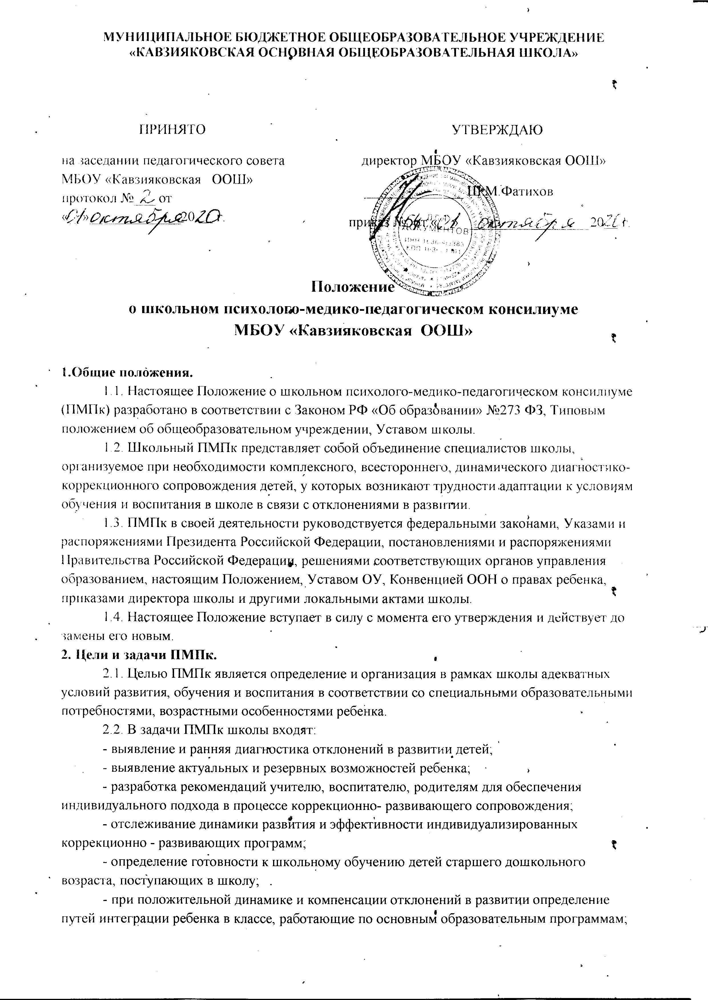 МУНИЦИПАЛЬНОЕ БЮДЖЕТНОЕ ОБЩЕОБРАЗОВАТЕЛЬНОЕ УЧРЕЖДЕНИЕ
«КАВЗИЯКОВСКАЯ ОСНОВНАЯ ОБЩЕОБРАЗОВАТЕЛЬНАЯ ШКОЛА»
ПРИНЯТО
на заседании педагогического совета
МБОУ «Кавзияковская ООШ»
протокол № 2 от
«01» октября 2020 г.
УТВЕРЖДАЮ
директор МБОУ «Кавзияковская ООШ»
М.Фатихов
приказ № от «01 октября 2020 г.
ДОКУМЕНТОВ
ИНН
КПП
Положение
о школьном психолого-медико-педагогическом консилиуме
МБОУ «Кавзияковская ООШ»
1.Общие положения.
1.1. Настоящее Положение о школьном психолого-медико-педагогическом консилиуме
(ПМПк) разработано в соответствии с Законом РФ «Об образовании» №273 ФЗ, Типовым
положением об общеобразовательном учреждении, Уставом школы.
1.2. Школьный ПМПк представляет собой объединение специалистов школы,
организуемое при необходимости комплексного, всестороннего, динамического диагностико-
коррекционного сопровождения детей, у которых возникают трудности адаптации к условиям
обучения и воспитания в школе в связи с отклонениями в развитии.
1.3. ПМПк в своей деятельности руководствуется федеральными законами, Указами и
распоряжениями Президента Российской Федерации, постановлениями и распоряжениями
Правительства Российской Федерации, решениями соответствующих органов управления
образованием, настоящим Положением, Уставом ОУ, Конвенцией ООН о правах ребенка,
приказами директора школы и другими локальными актами школы.
1.4. Настоящее Положение вступает в силу с момента его утверждения и действует до
замены его новым.
2. Цели и задачи ПМПк.
2.1. Целью ПМПк является определение и организация в рамках школы адекватных
условий развития, обучения и воспитания в соответствии со специальными образовательными
потребностями, возрастными особенностями ребенка.
2.2. В задачи ПМПк школы входят:
- выявление и ранняя диагностика отклонений в развитии детей;
- выявление актуальных и резервных возможностей ребенка;
- разработка рекомендаций учителю, воспитателю, родителям для обеспечения
индивидуального подхода в процессе коррекционно- развивающего сопровождения;
- отслеживание динамики развития и эффективности индивидуализированных
коррекционно - развивающих программ;
- определение готовности к школьному обучению детей старшего дошкольного
возраста, поступающих в школу;
- при положительной динамике и компенсации отклонений в развитии определение
путей интеграции ребенка в классе, работающие по основным образовательным программам;